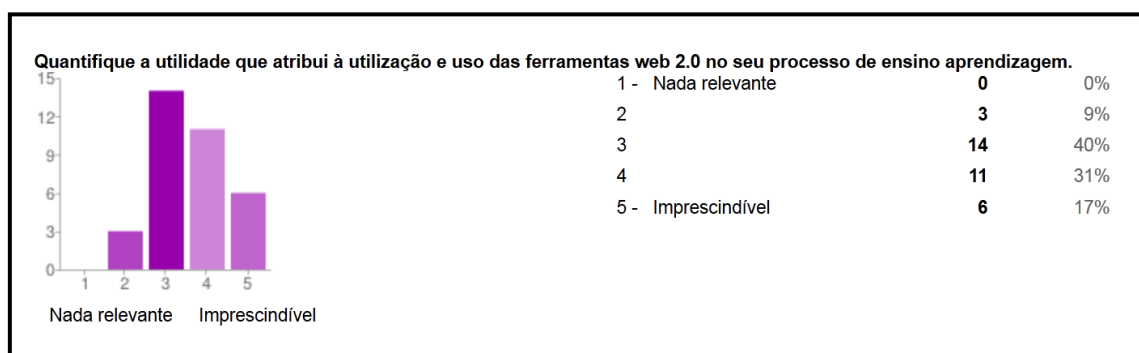 Quantifique a utilidade que atribui à utilização e uso das ferramentas web 2.0 no seu processo de ensino aprendizagem.
15
12
9
6
3
0
1 2 3 4 5
Nada relevante Imprescindível
1 - Nada relevante 0 0%
2 3 9%
3 14 40%
4 11 31%
5 - Imprescindível 6 17%